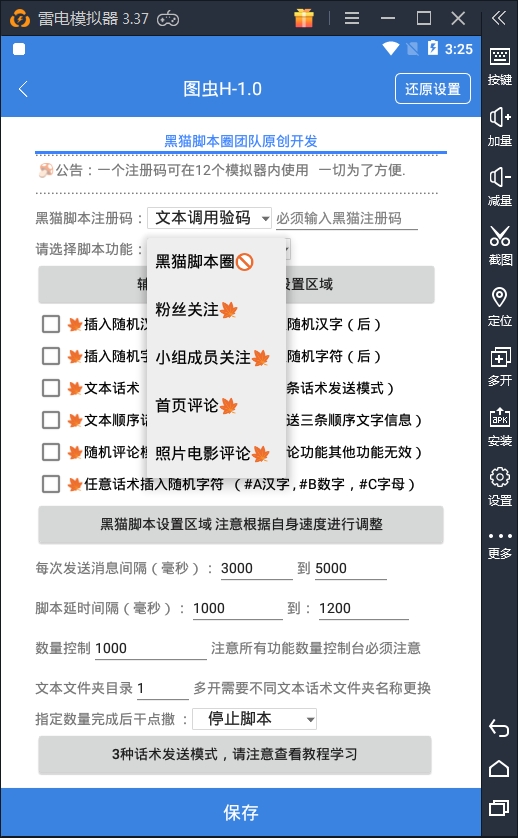 雷电模拟器 3.37
3:25
图虫H-1.0
还原设置
黑猫脚本圈团队原创开发
公告：一个注册码可在12个模拟器内使用 一切为了方便.
黑猫脚本注册码： 文本调用验码 必须输入黑猫注册码
请选择脚本功能：
黑猫脚本圈
粉丝关注
小组成员关注
首页评论
照片电影评论
辅
设置区域
插入随机汉
随机汉字（后）
插入随机字
随机字符（后）
文本话术
条话术发送模式）
文本顺序话
送三条顺序文字信息）
随机评论模
论功能其他功能无效）
任意话术插入随机字符 （#A汉字,#B数字，#C字母）
黑猫脚本设置区域 注意根据自身速度进行调整
每次发送消息间隔（毫秒）： 3000 到 5000
脚本延时间隔（毫秒）： 1000 到： 1200
数量控制 1000 注意所有功能数量控制台必须注意
文本文件夹目录 1 多开需要不同文本话术文件夹名称更换
指定数量完成后干点撒： 停止脚本
3种话术发送模式，请注意查看教程学习
保存
按键
加量
减量
截图
定位
多开
APK
安装
设置
更多